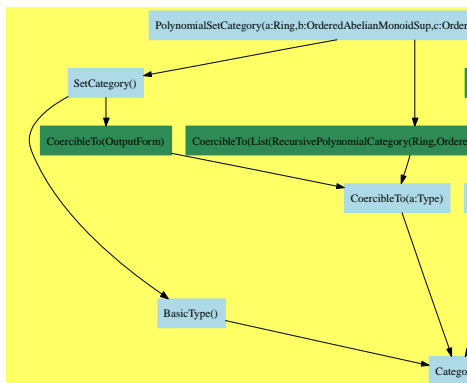 PolynomialSetCategory(a:Ring,b:OrderedAbelianMonoidSup,c:Order
SetCategory()
CoercibleTo(OutputForm)
CoercibleTo(List(RecursivePolynomialCategory(Ring,Ordere
CoercibleTo(a:Type)
BasicType()
Catego